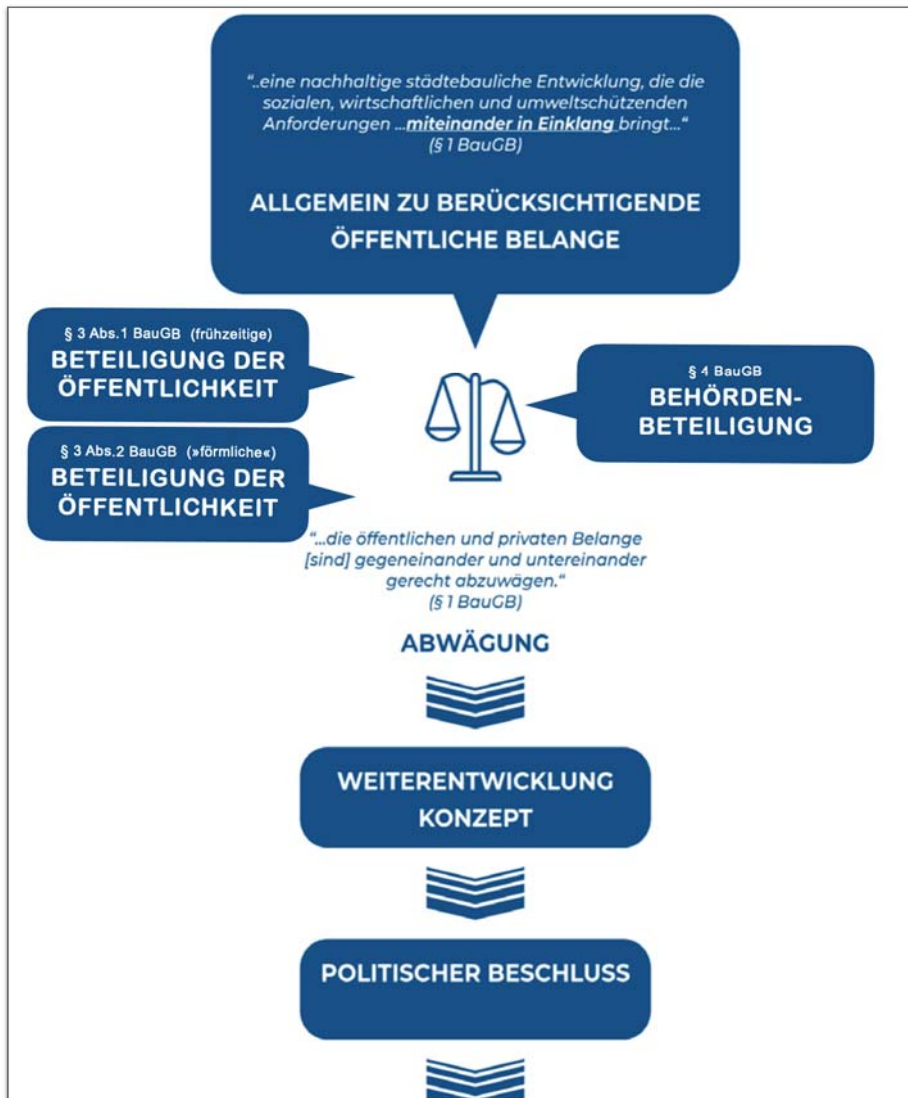 “..eine nachhaltige städtebauliche Entwicklung, die die
sozialen, wirtschaftlichen und umweltschützenden
Anforderungen ...miteinander in Einklang bringt...“
(§ 1 BauGB)
ALLGEMEIN ZU BERÜCKSICHTIGENDE
ÖFFENTLICHE BELANGE
§ 3 Abs.1 BauGB (frühzeitige)
BETEILIGUNG DER
ÖFFENTLICHKEIT
§ 4 BauGB
BEHÖRDEN-
BETEILIGUNG
§ 3 Abs.2 BauGB (»förmliche«)
BETEILIGUNG DER
ÖFFENTLICHKEIT
“...die öffentlichen und privaten Belange
[sind] gegeneinander und untereinander
gerecht abzuwägen.“
(§ 1 BauGB)
ABWÄGUNG
WEITERENTWICKLUNG
KONZEPT
POLITISCHER BESCHLUSS